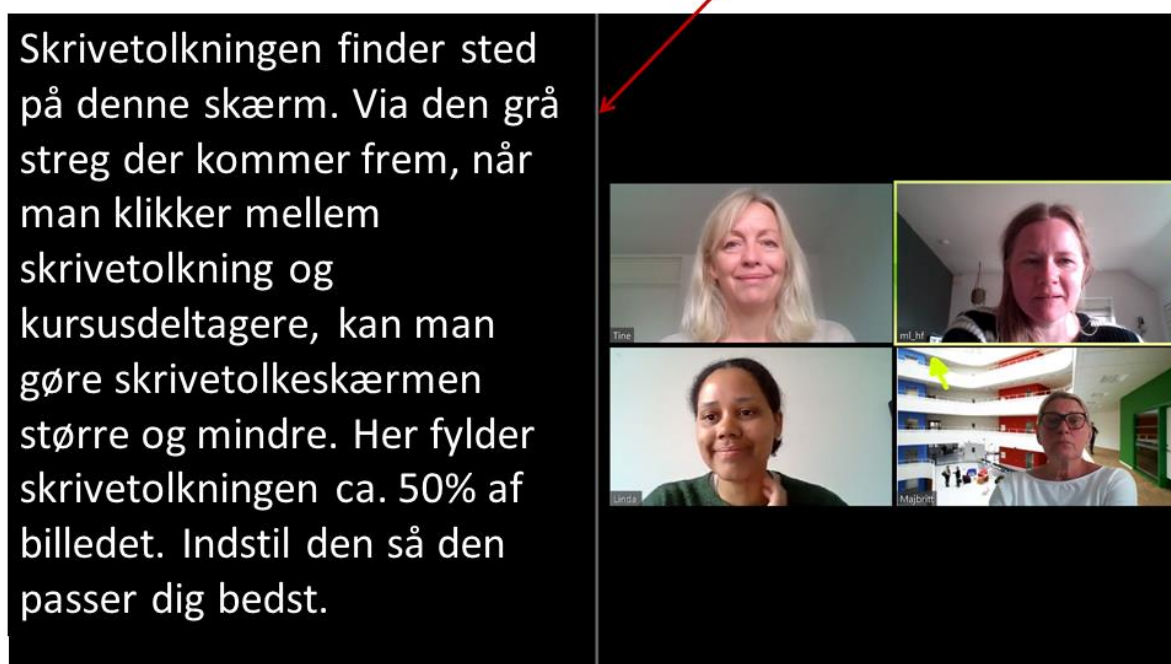 Skrivetolkningen finder sted
på denne skærm. Via den grå
streg der kommer frem, når
man klikker mellem
skrivetolkning og
kursusdeltagere, kan man
gøre skrivetolkeskærmen
større og mindre. Her fylder
skrivetolkningen ca. 50% af
billedet. Indstil den så den
passer dig bedst.
Tine
ml_hf
Linda
Majbritt